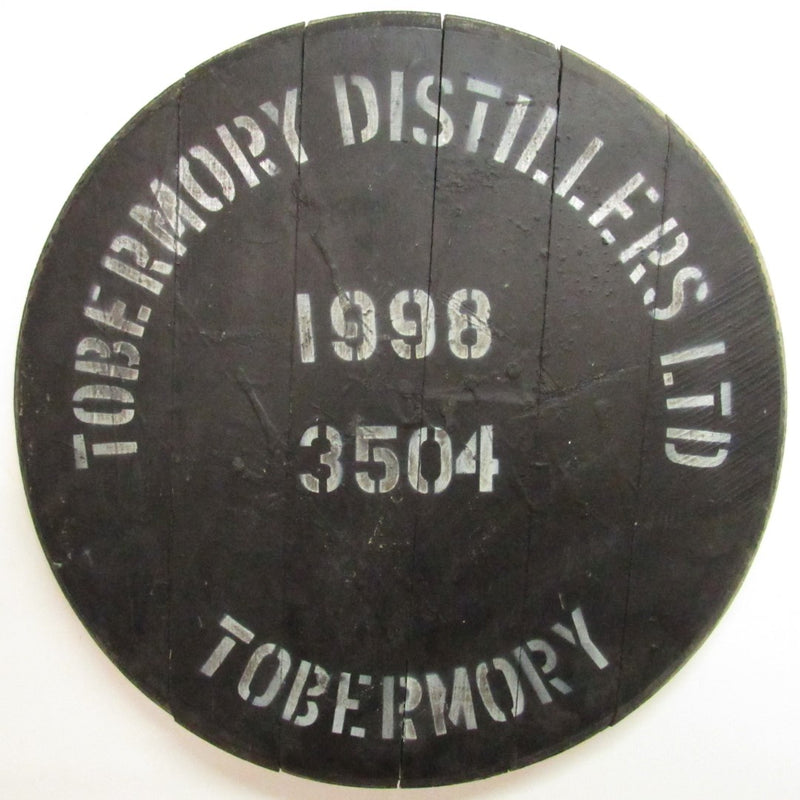 TOBERMORY DISTILLERS LTD
1998
3504
TOBERMORY